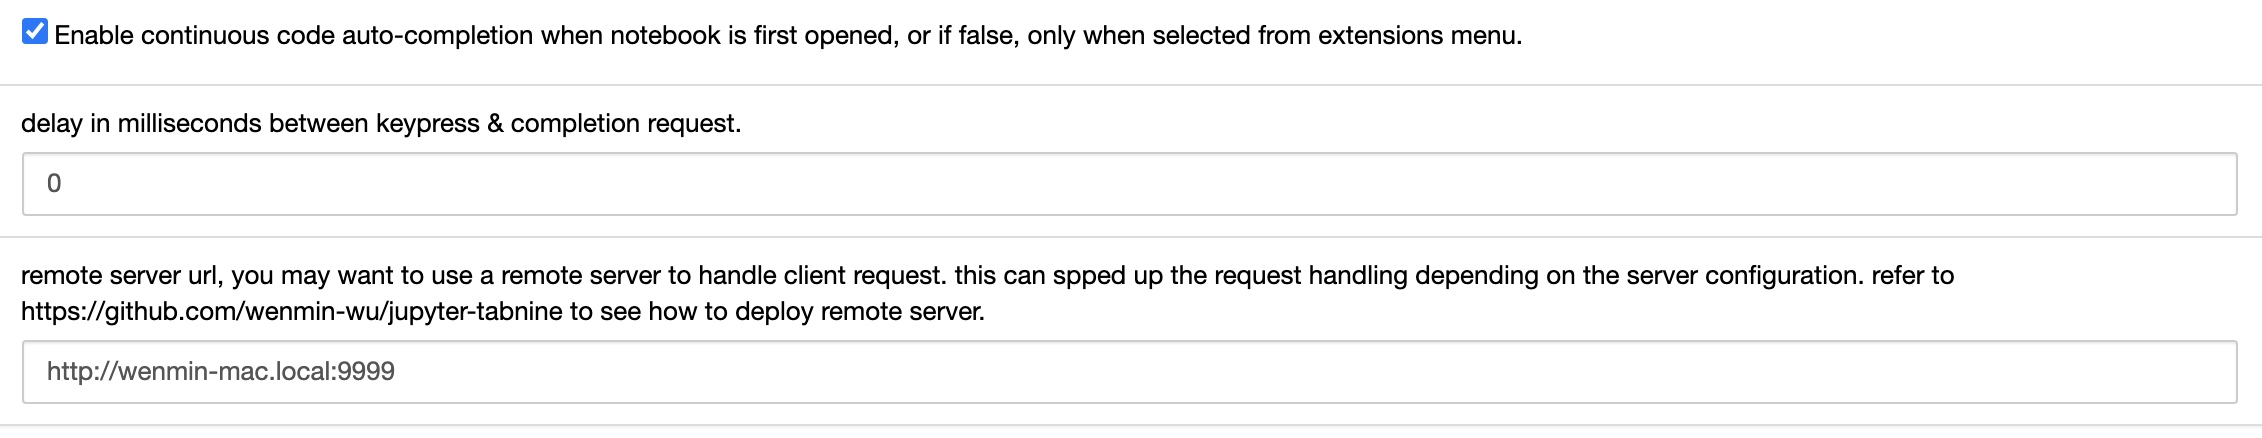 Enable continuous code auto-completion when notebook is first opened, or if false, only when selected from extensions menu.
delay in milliseconds between keypress & completion request.
0
remote server url, you may want to use a remote server to handle client request. this can spped up the request handling depending on the server configuration. refer to
https://github.com/wenmin-wu/jupyter-tabnine to see how to deploy remote server.
http://wenmin-mac.local:9999